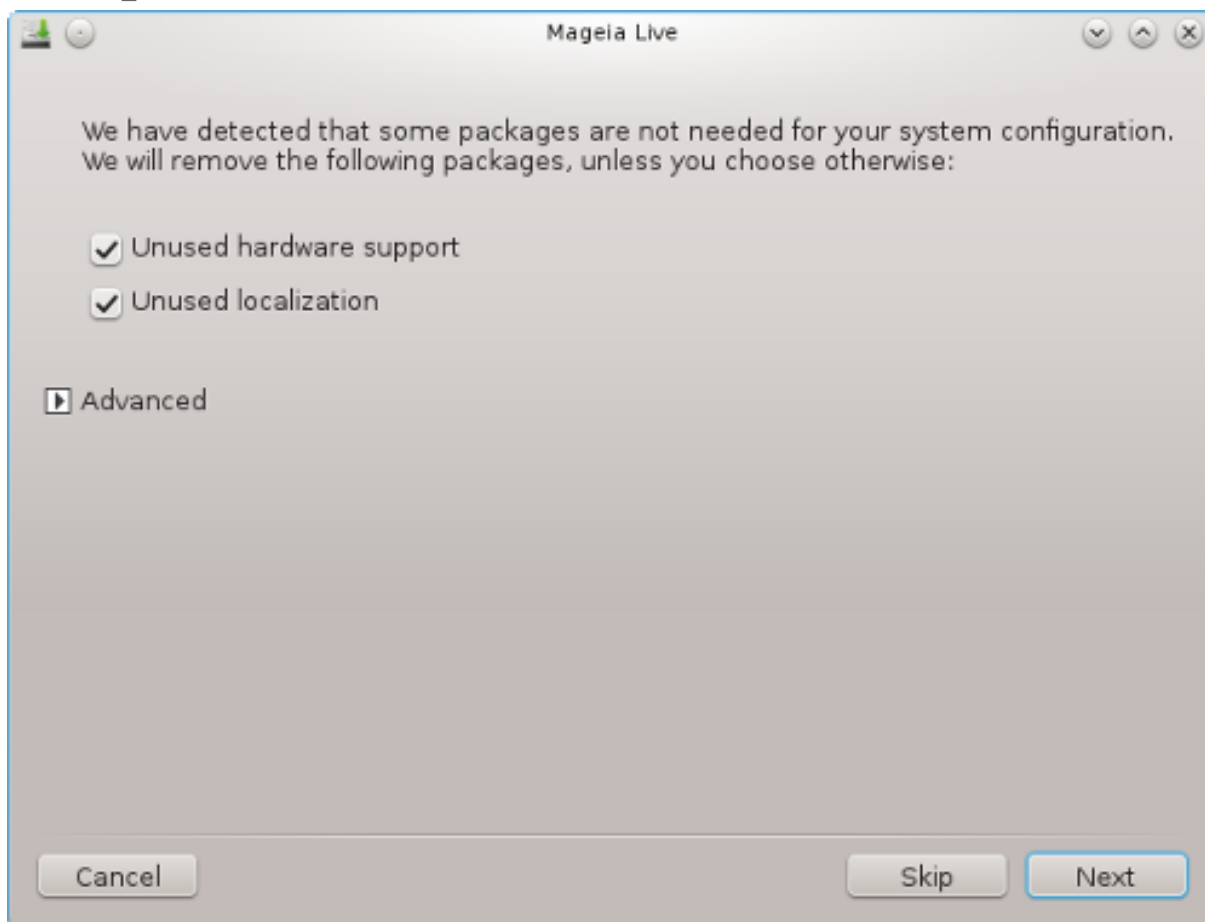 Mageia Live
We have detected that some packages are not needed for your system configuration.
We will remove the following packages, unless you choose otherwise:
Unused hardware support
Unused localization
Advanced
Cancel
Skip
Next